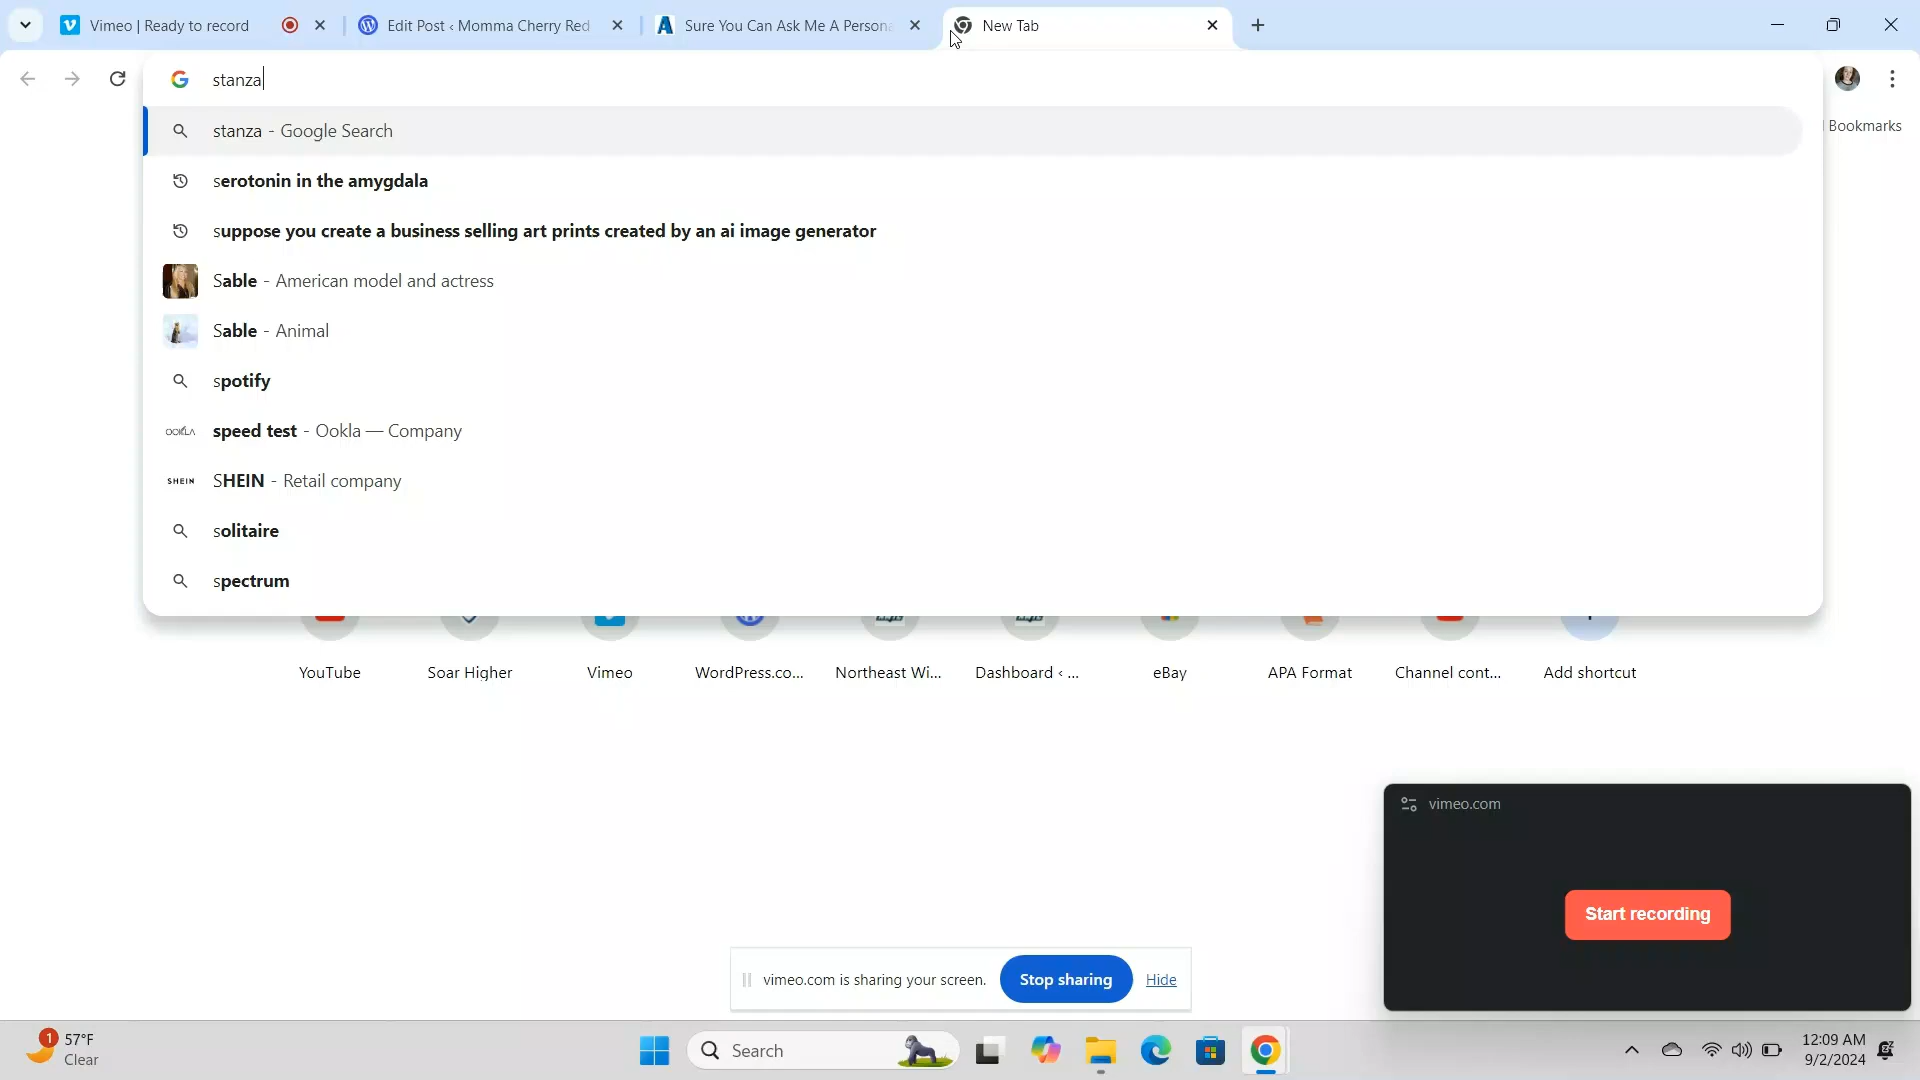 Vimeo | Ready to record
Edit Post ‹ Momma Cherry Red
Sure You Can Ask Me A Persona
New Tab
stanza
stanza - Google Search
Bookmarks
serotonin in the amygdala
suppose you create a business selling art prints created by an ai image generator
Sable - American model and actress
Sable - Animal
spotify
OOKLA speed test - Ookla — Company
SHEIN SHEIN - Retail company
solitaire
spectrum
YouTube
Soar Higher
Vimeo
WordPress.co...
Northeast Wi...
Dashboard ‹ ...
eBay
APA Format
Channel cont...
Add shortcut
vimeo.com
Start recording
vimeo.com is sharing your screen.
Stop sharing
Hide
1
57°F
Clear
Search
12:09 AM
9/2/2024